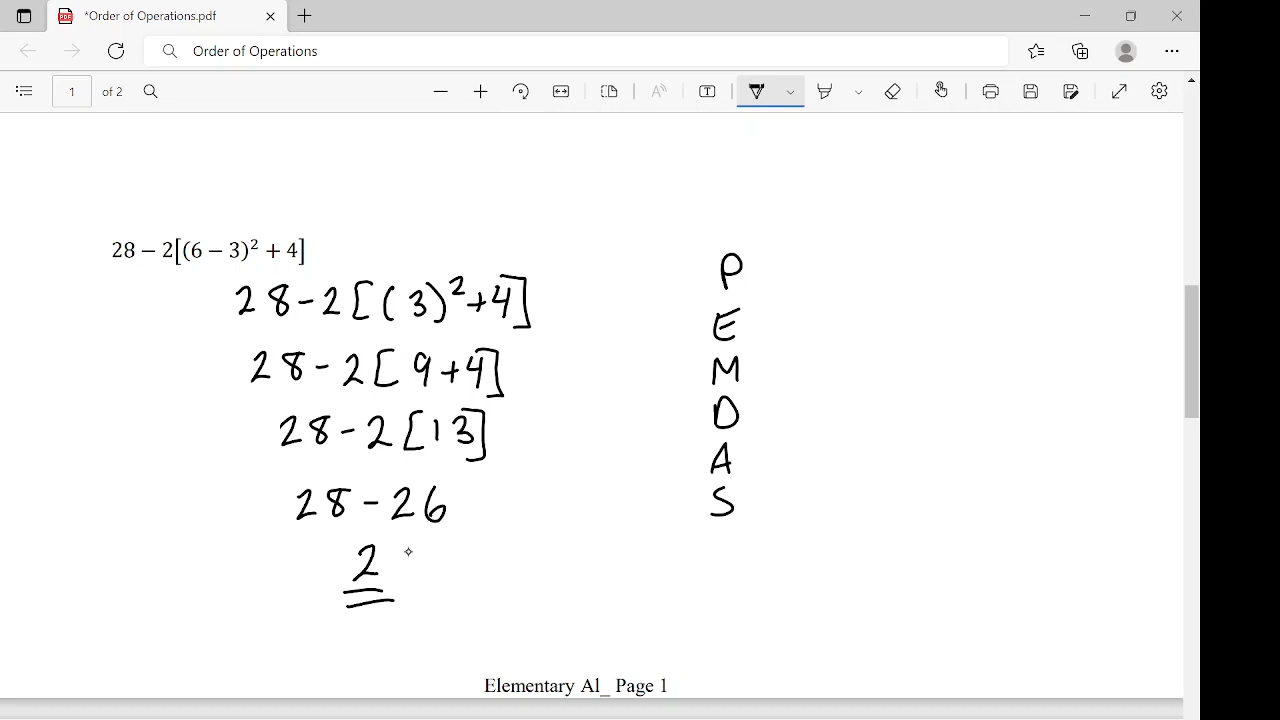 *Order of Operations.pdf
Order of Operations
1 of 2
28 − 2[(6 − 3)² + 4]
28-2[(3)²+4]
28-2[9+4]
28-2[13]
28-26
2
P
E
M
D
A
S
Elementary Al_ Page 1